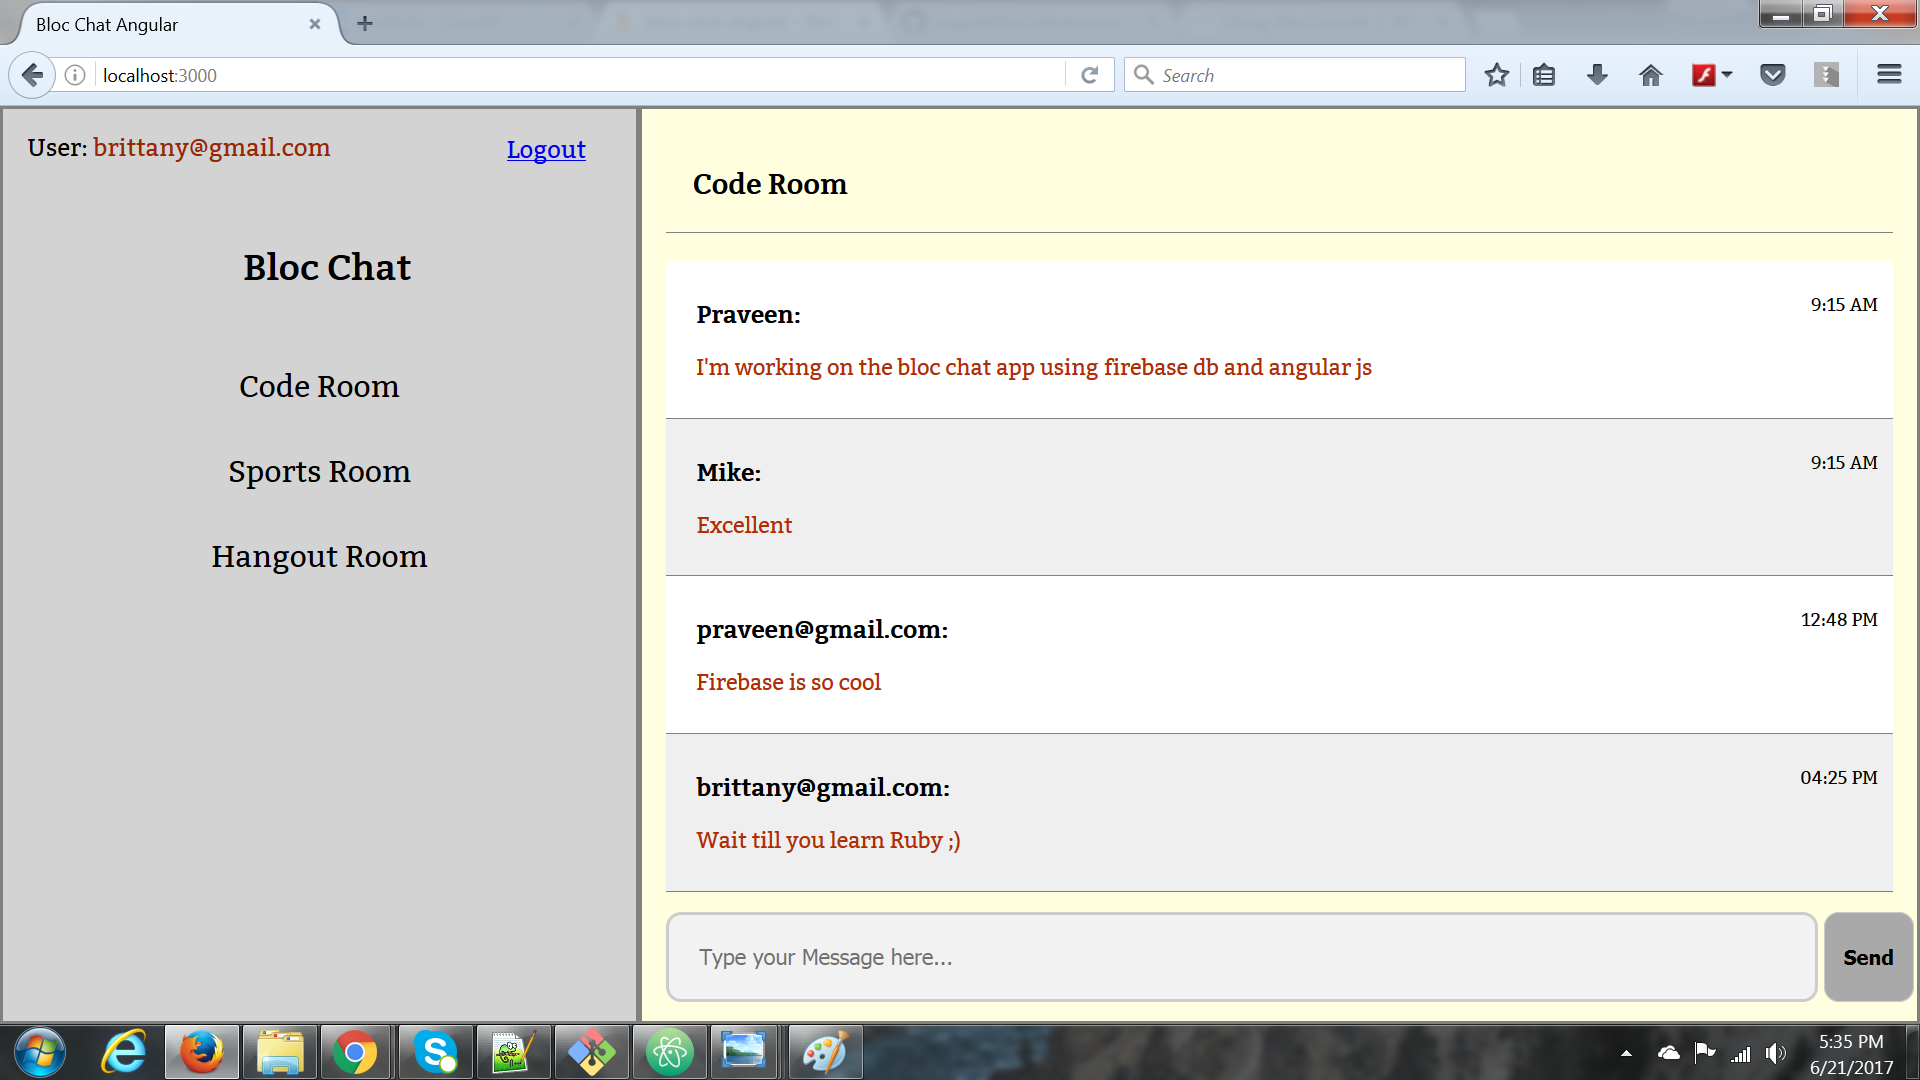 Bloc Chat Angular
localhost:3000
Search
User: brittany@gmail.com
Logout
Bloc Chat
Code Room
Sports Room
Hangout Room
Code Room
Praveen:
9:15 AM
I'm working on the bloc chat app using firebase db and angular js
Mike:
9:15 AM
Excellent
praveen@gmail.com:
12:48 PM
Firebase is so cool
brittany@gmail.com:
04:25 PM
Wait till you learn Ruby ;)
Type your Message here...
Send
5:35 PM
6/21/2017